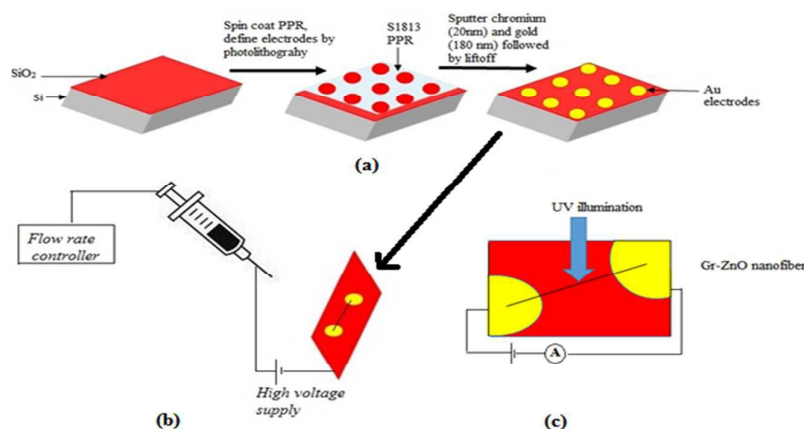 Spin coat PPR,
define electrodes by
photolithograhy
S1813
PPR
Sputter chromium
(20nm) and gold
(180 nm) followed
by liftoff
SiO2
Si
Au
electrodes
(a)
Flow rate
controller
High voltage
supply
(b)
UV illumination
Gr-ZnO nanofiber
A
(c)